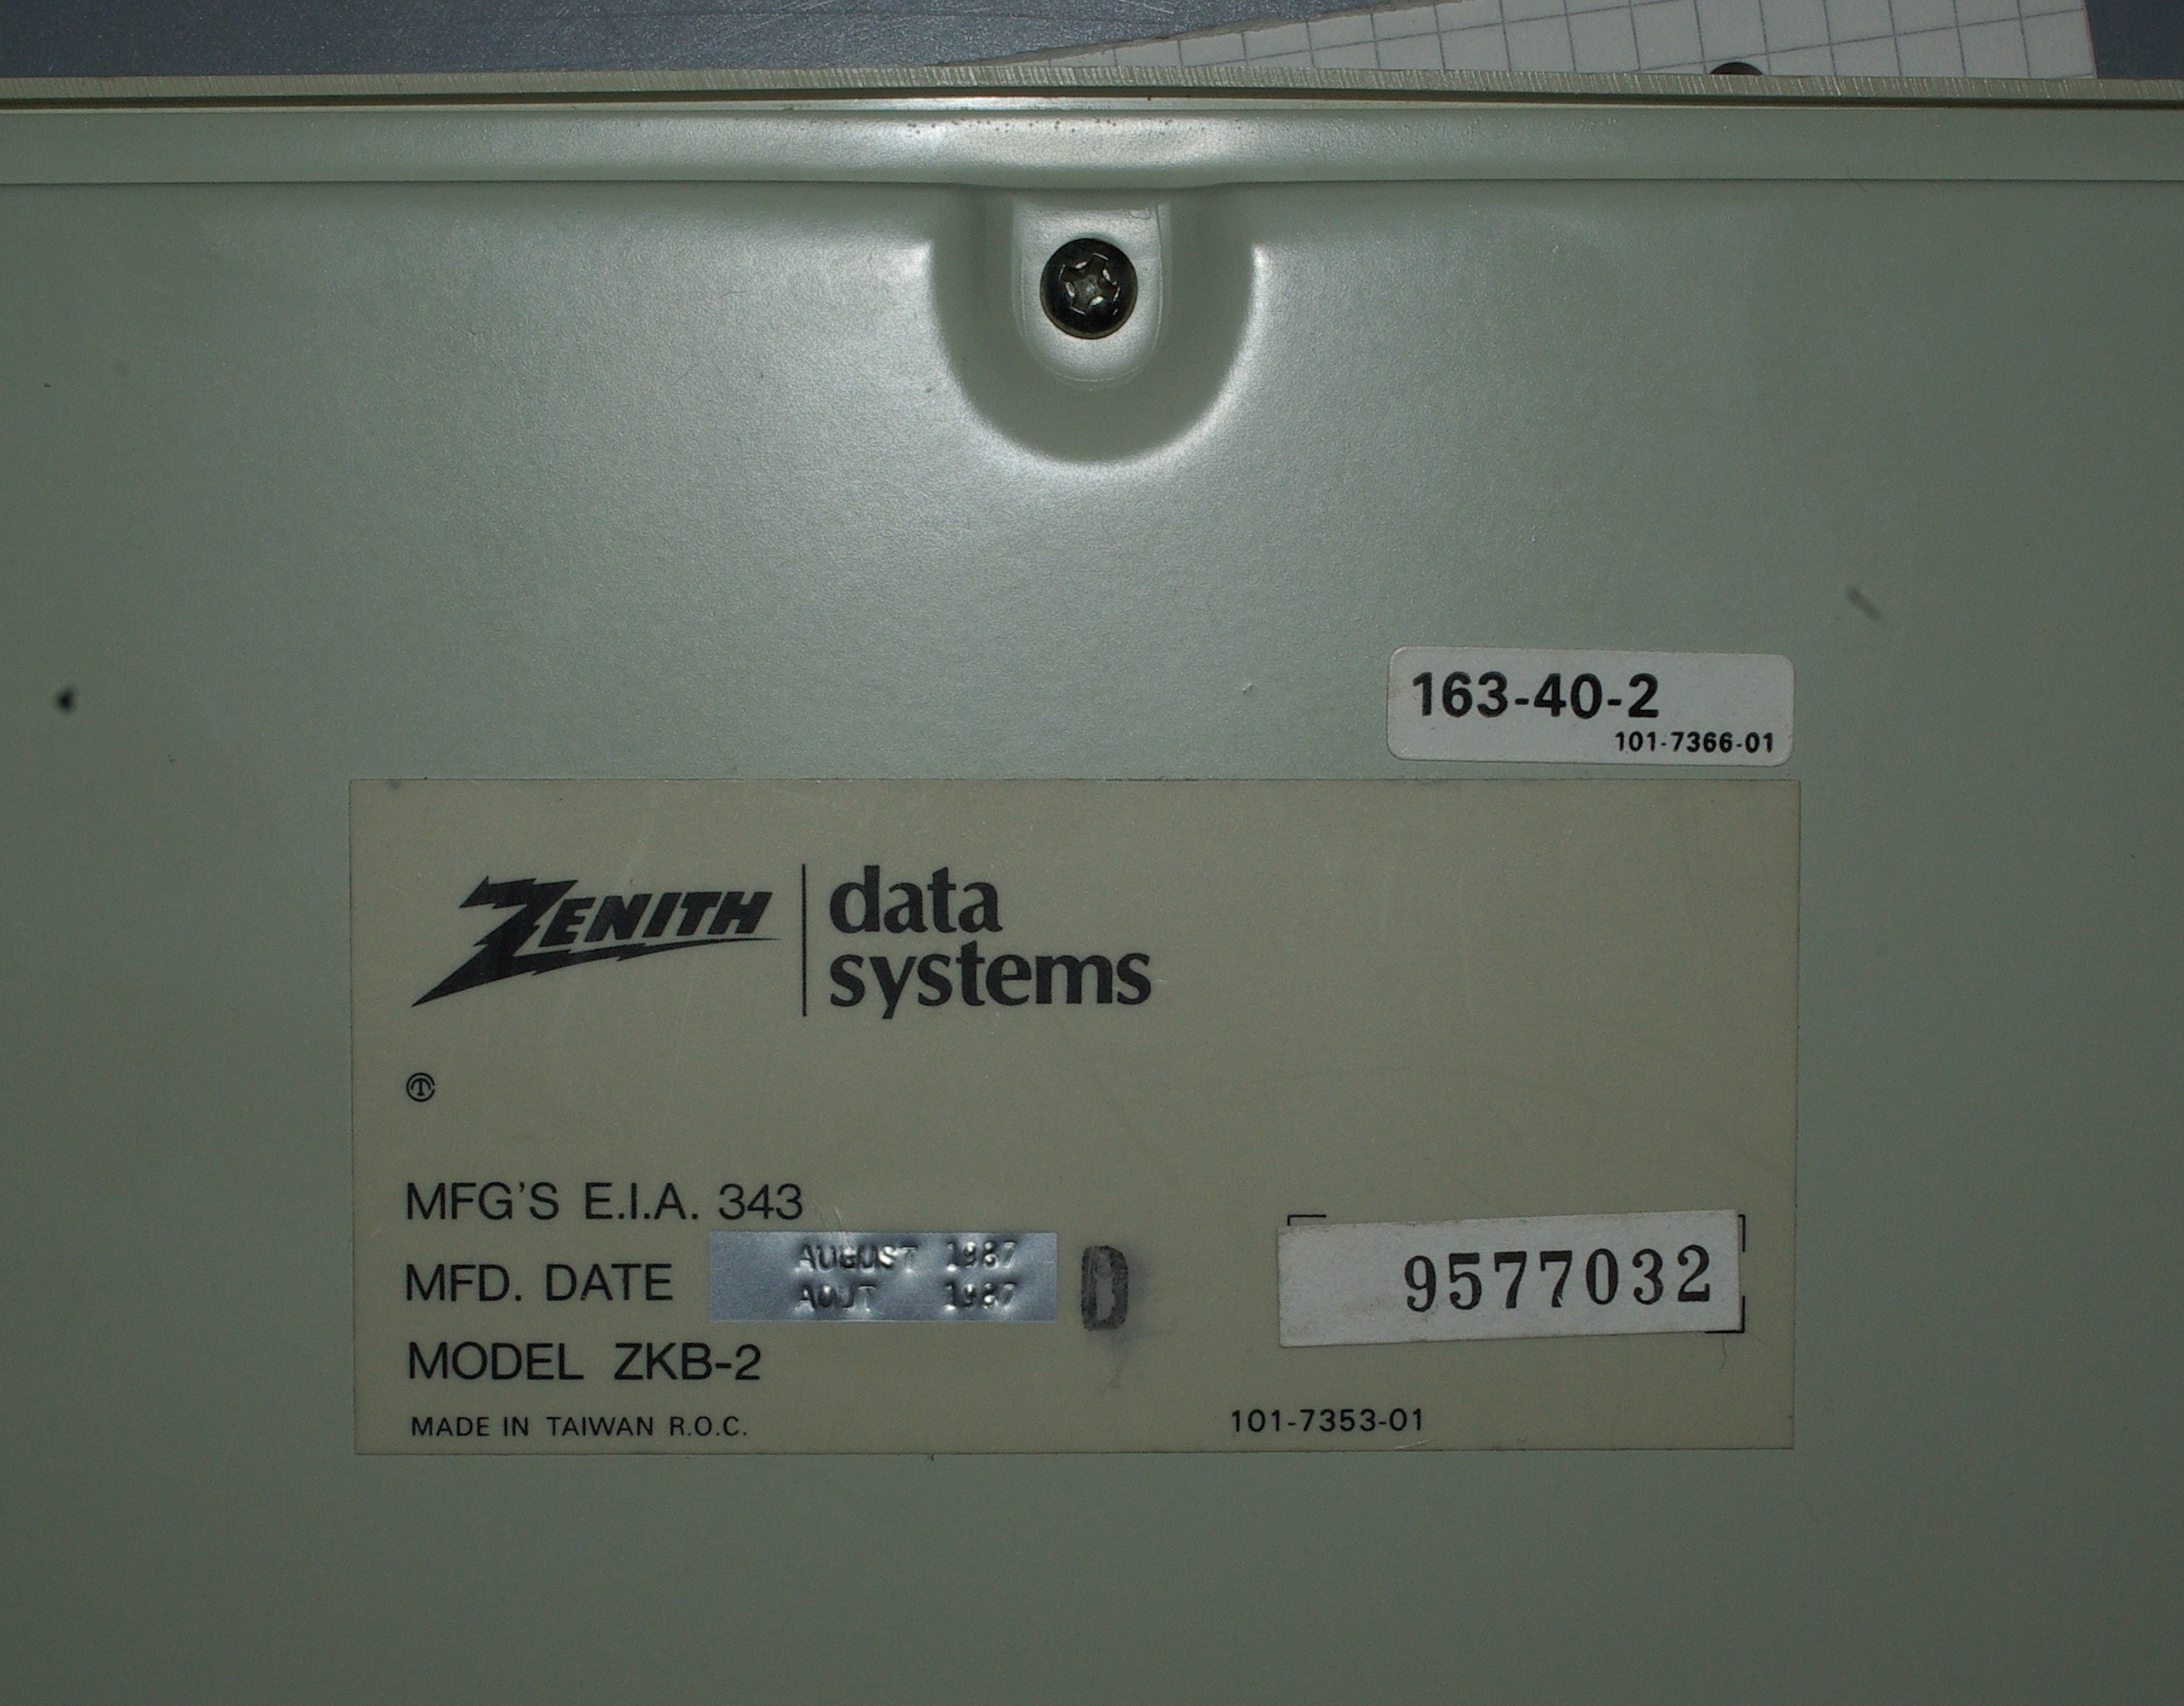 163-40-2
101-7366-01
ZENITH data systems
MFG'S E.I.A. 343
MFD. DATE AUGUST 1987
AOUT 1987
D
9577032
MODEL ZKB-2
MADE IN TAIWAN R.O.C.
101-7353-01